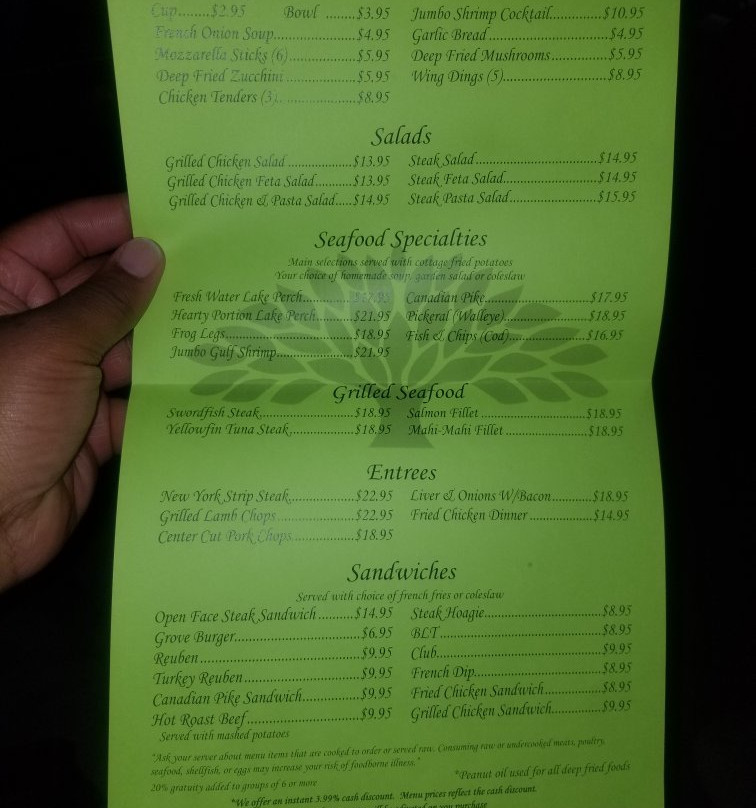 Cup........$2.95 Bowl ........$3.95
French Onion Soup....................$4.95
Mozzarella Sticks (6)..................$5.95
Deep Fried Zucchini....................$5.95
Chicken Tenders (3).....................$8.95
Jumbo Shrimp Cocktail.............$10.95
Garlic Bread................................$4.95
Deep Fried Mushrooms...............$5.95
Wing Dings (5)............................$8.95
Salads
Grilled Chicken Salad.................$13.95
Grilled Chicken Feta Salad..........$13.95
Grilled Chicken & Pasta Salad....$14.95
Steak Salad...............................$14.95
Steak Feta Salad.......................$14.95
Steak Pasta Salad.....................$15.95
Seafood Specialties
Main selections served with cottage fried potatoes
Your choice of homemade soup, garden salad or coleslaw
Fresh Water Lake Perch...............
Hearty Portion Lake Perch...........$21.95
Frog Legs..................................$18.95
Jumbo Gulf Shrimp.....................$21.95
Canadian Pike...........................$17.95
Pickeral (Walleye).....................$18.95
Fish & Chips (Cod)....................$16.95
Grilled Seafood
Swordfish Steak........................$18.95
Yellowfin Tuna Steak.................$18.95
Salmon Fillet............................$18.95
Mahi-Mahi Fillet.......................$18.95
Entrees
New York Strip Steak.................$22.95
Grilled Lamb Chops...................$22.95
Center Cut Pork Chops..............$18.95
Liver & Onions W/Bacon............$18.95
Fried Chicken Dinner.................$14.95
Sandwiches
Served with choice of french fries or coleslaw
Open Face Steak Sandwich.........$14.95
Grove Burger.............................$6.95
Reuben.....................................$9.95
Turkey Reuben..........................$9.95
Canadian Pike Sandwich.............$9.95
Hot Roast Beef...........................$9.95
Served with mashed potatoes
Steak Hoagie.............................$8.95
BLT..........................................$8.95
Club.........................................$9.95
French Dip................................$8.95
Fried Chicken Sandwich.............$8.95
Grilled Chicken Sandwich...........$9.95
"Ask your server about menu items that are cooked to order or served raw. Consuming raw or undercooked meats, poultry,
seafood, shellfish, or eggs may increase your risk of foodborne illness."
20% gratuity added to groups of 6 or more
*Peanut oil used for all deep fried foods
*We offer an instant 3.99% cash discount. Menu prices reflect the cash discount.
on you purchase